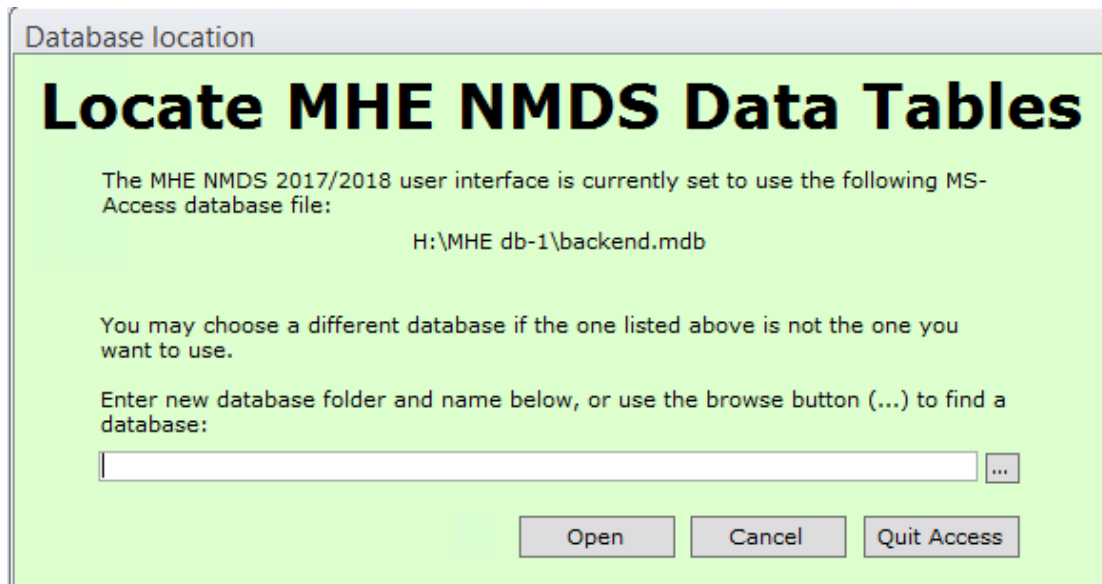 Database location
Locate MHE NMDS Data Tables
The MHE NMDS 2017/2018 user interface is currently set to use the following MS-
Access database file:
H:\MHE db-1\backend.mdb
You may choose a different database if the one listed above is not the one you
want to use.
Enter new database folder and name below, or use the browse button (...) to find a
database:
...
Open Cancel Quit Access